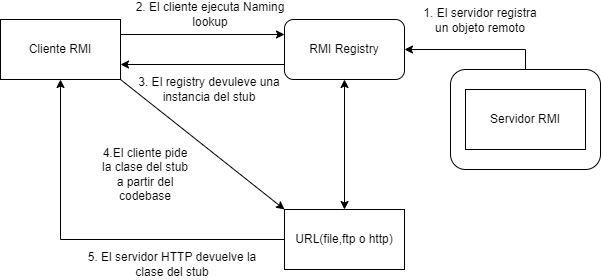 2. El cliente ejecuta Naming
lookup
1. El servidor registra
un objeto remoto
Cliente RMI
RMI Registry
3. El registry devuleve una
instancia del stub
Servidor RMI
4.El cliente pide
la clase del stub
a partir del
codebase
URL(file,ftp o http)
5. El servidor HTTP devuelve la
clase del stub